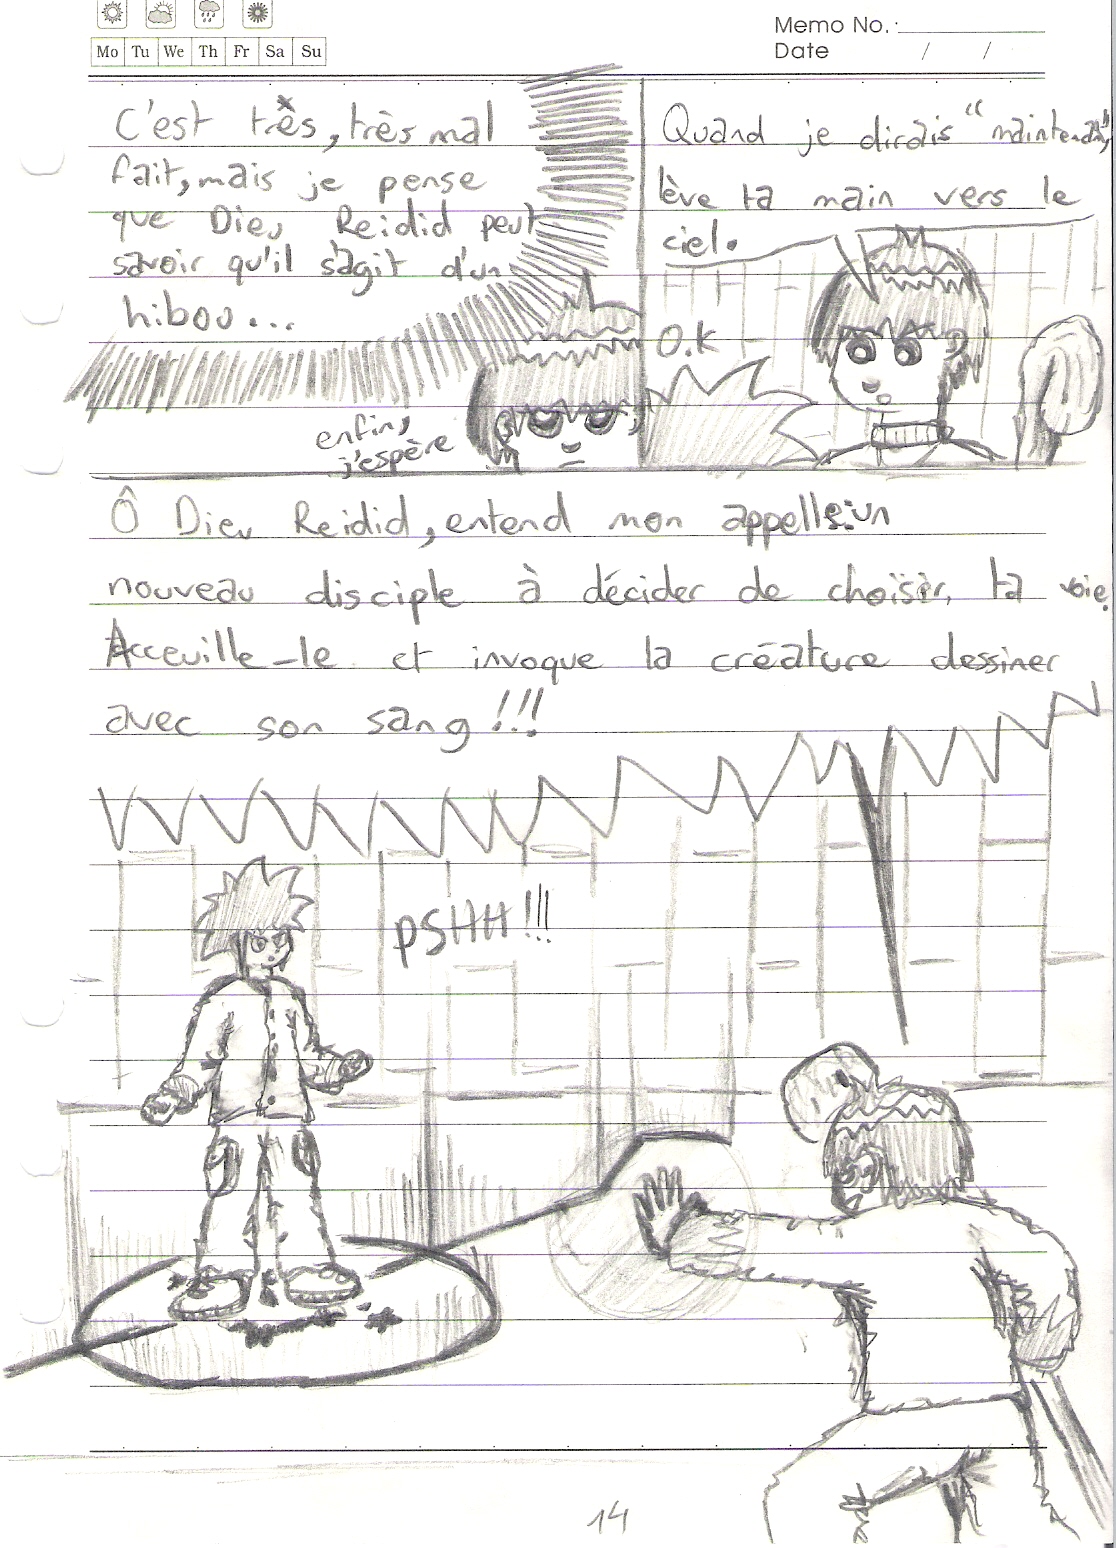 Memo No. :
Date / /
Mo Tu We Th Fr Sa Su
C'est très, très mal
fait, mais je pense
que Dieu Reidid peut
savoir qu'il s'agit d'un
hibou...
enfin,
j'espère
Quand je dirais "maintenant",
lève ta main vers le
ciel.
O.K
Ô Dieu Reidid, entend mon appelle: un
nouveau disciple à décider de choisir, ta voie.
Acceuille-le et invoque la créature dessiner
avec son sang !!!
PSHH!!!
14